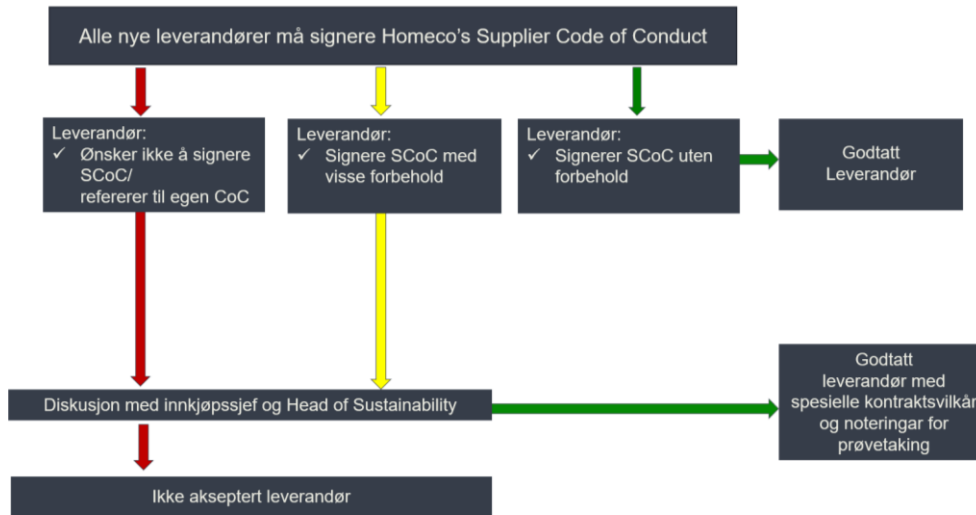 Alle nye leverandører må signere Homeco's Supplier Code of Conduct
Leverandør:
✓ Ønsker ikke å signere
SCoC/
refererer til egen CoC
Leverandør:
✓ Signere SCoC med
visse forbehold
Leverandør:
✓ Signerer SCoC uten
forbehold
Godtatt
Leverandør
Diskusjon med innkjøpssjef og Head of Sustainability
Godtatt
leverandør med
spesielle kontraktsvilkår
og noteringar for
prøvetaking
Ikke akseptert leverandør